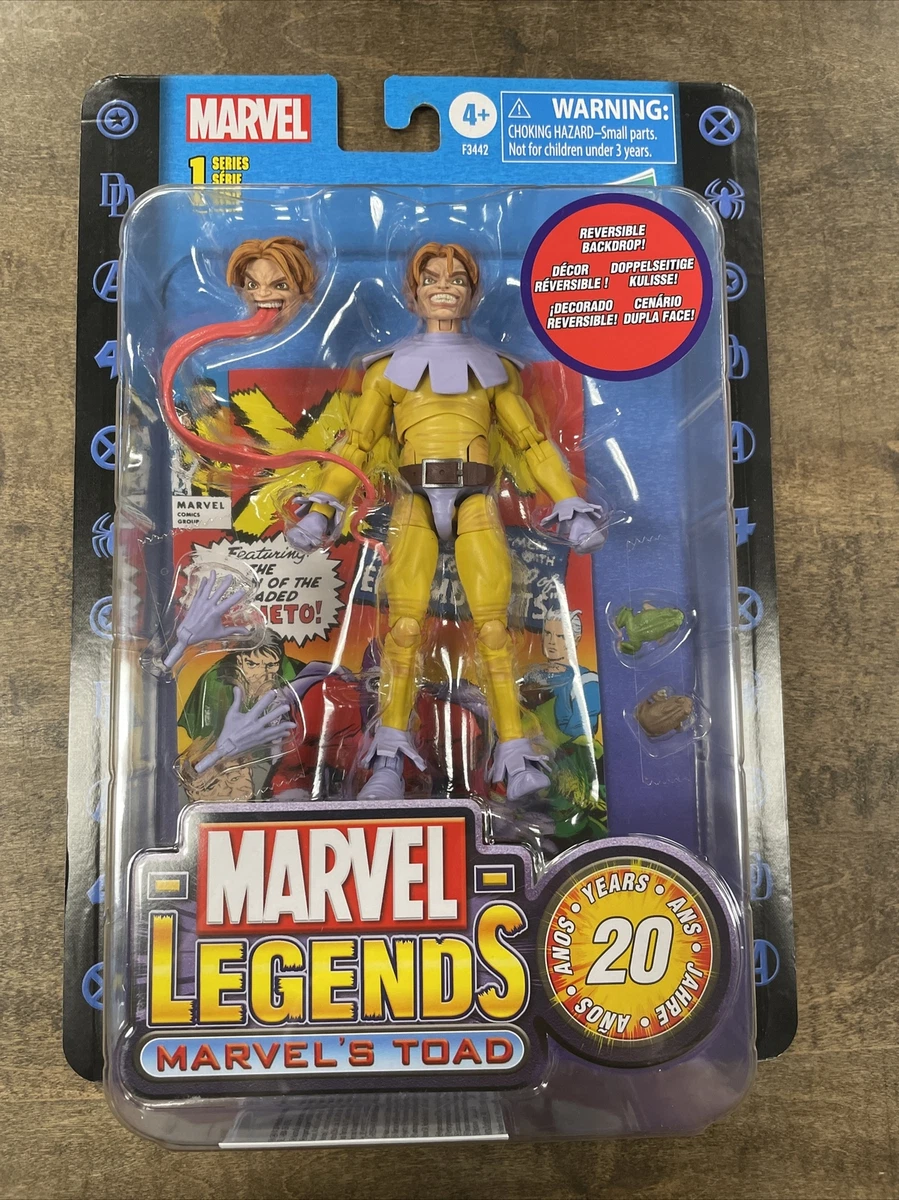 MARVEL
4+
F3442
WARNING:
CHOKING HAZARD–Small parts.
Not for children under 3 years.
1 SERIES
SÉRIE
REVERSIBLE
BACKDROP!
DÉCOR
RÉVERSIBLE !
DOPPELSEITIGE
KULISSE!
¡DECORADO
REVERSIBLE!
CENÁRIO
DUPLA FACE!
MARVEL
COMICS
GROUP
Featuring:
THE
OF THE
MARVEL
LEGENDS
MARVEL'S TOAD
20
YEARS • ANS • JAHRE • AÑOS • ANOS •